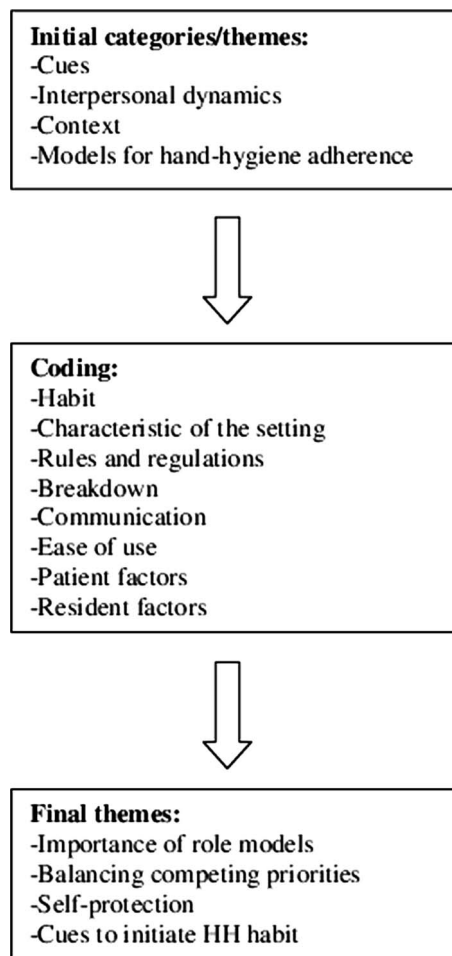 Initial categories/themes:
-Cues
-Interpersonal dynamics
-Context
-Models for hand-hygiene adherence
Coding:
-Habit
-Characteristic of the setting
-Rules and regulations
-Breakdown
-Communication
-Ease of use
-Patient factors
-Resident factors
Final themes:
-Importance of role models
-Balancing competing priorities
-Self-protection
-Cues to initiate HH habit